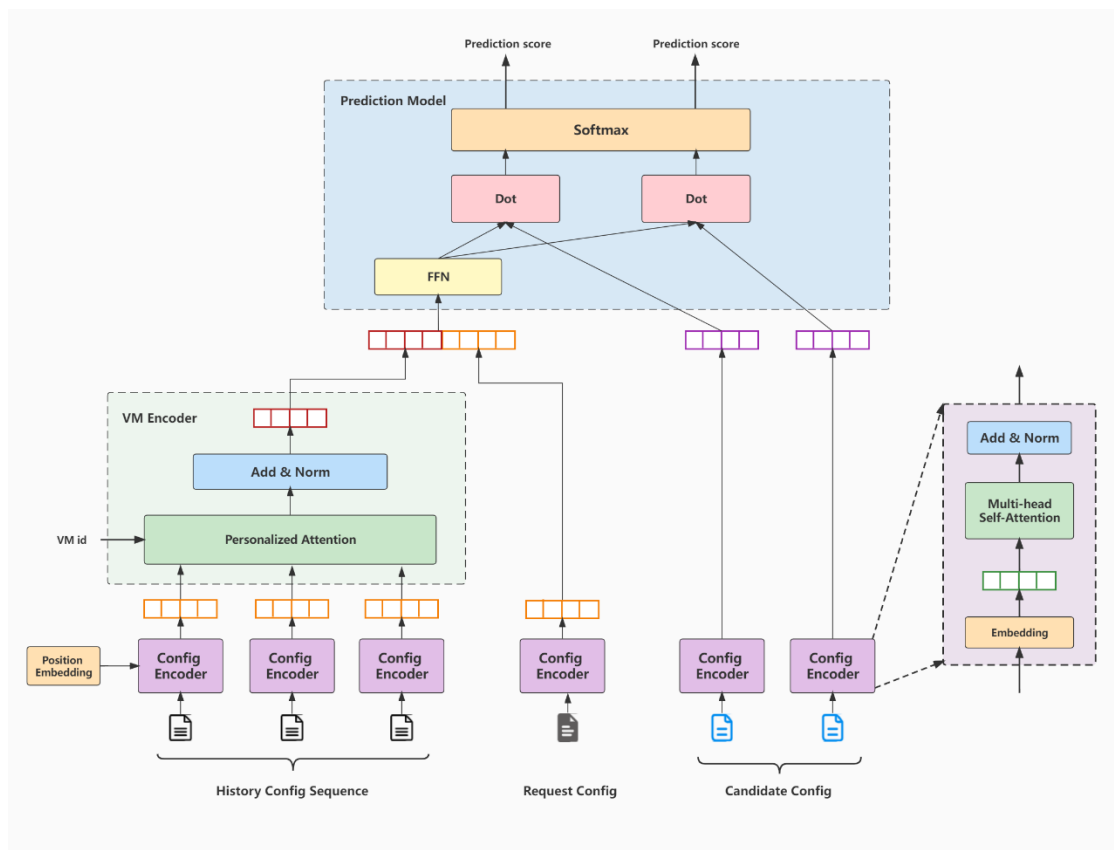 Prediction score
Prediction score
Prediction Model
Softmax
Dot
Dot
FFN
VM Encoder
Add & Norm
Personalized Attention
VM id
Position
Embedding
Config
Encoder
Config
Encoder
Config
Encoder
Config
Encoder
Config
Encoder
Config
Encoder
Add & Norm
Multi-head
Self-Attention
Embedding
History Config Sequence
Request Config
Candidate Config